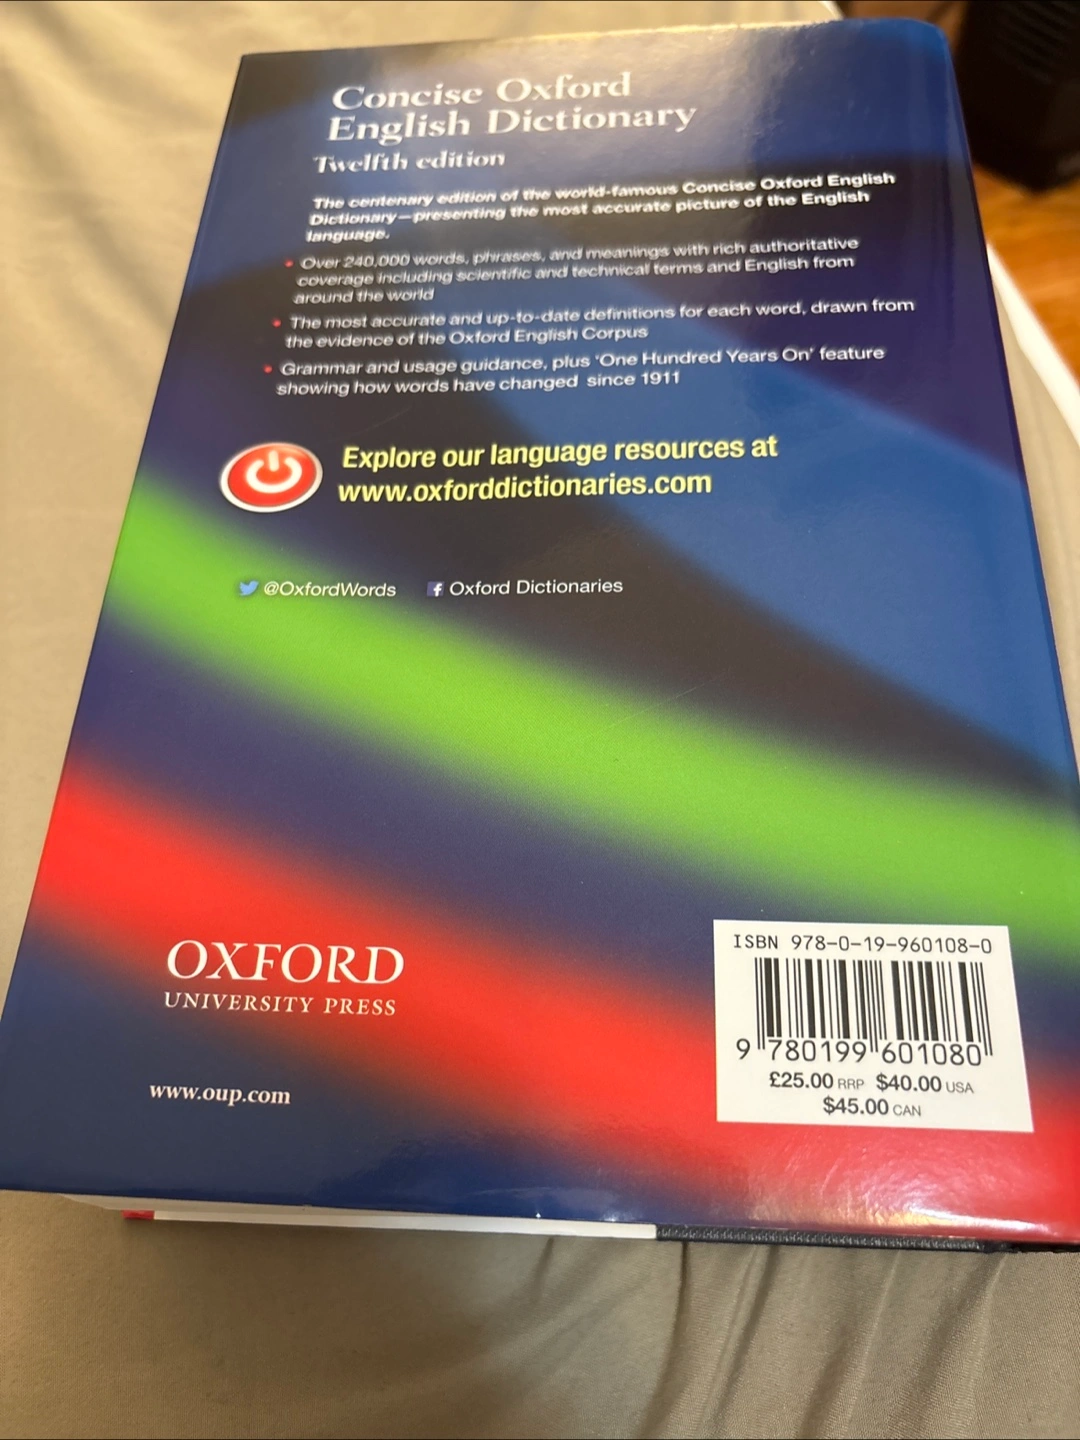 Concise Oxford
English Dictionary
Twelfth edition
The centenary edition of the world-famous Concise Oxford English
Dictionary—presenting the most accurate picture of the English
language.
• Over 240,000 words, phrases, and meanings with rich authoritative
coverage including scientific and technical terms and English from
around the world
• The most accurate and up-to-date definitions for each word, drawn from
the evidence of the Oxford English Corpus
• Grammar and usage guidance, plus ‘One Hundred Years On’ feature
showing how words have changed since 1911
Explore our language resources at
www.oxforddictionaries.com
@OxfordWords f Oxford Dictionaries
OXFORD
UNIVERSITY PRESS
www.oup.com
ISBN 978-0-19-960108-0
9 780199 601080
£25.00 RRP $40.00 USA
$45.00 CAN